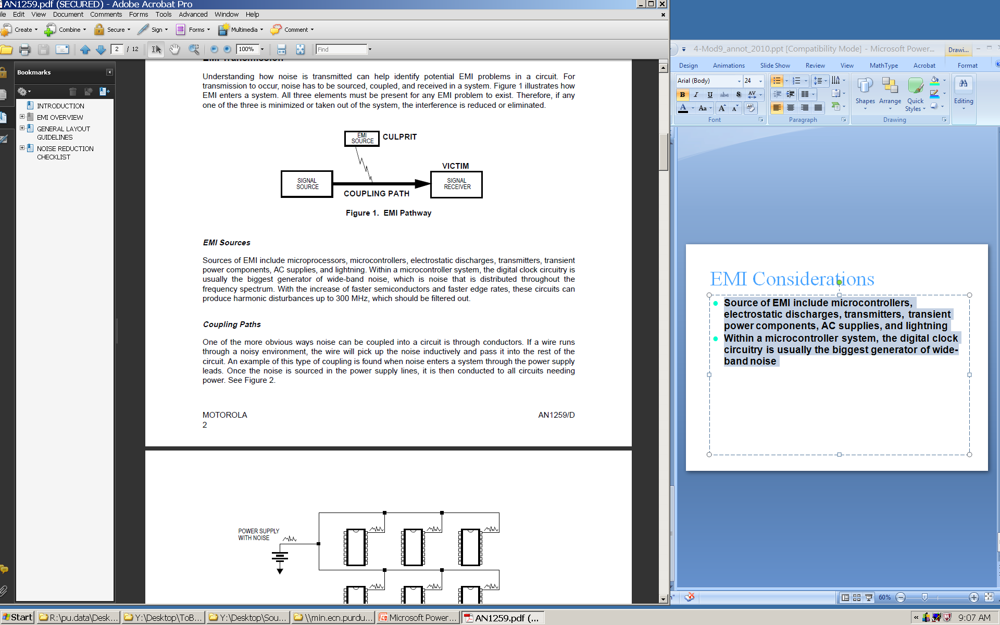 AN1259.pdf (SECURED) - Adobe Acrobat Pro
ile Edit View Document Comments Forms Tools Advanced Window Help
Create Combine Secure Sign Forms Multimedia Comment
2 / 12 100% Find
Bookmarks
INTRODUCTION
EMI OVERVIEW
GENERAL LAYOUT
GUIDELINES
NOISE REDUCTION
CHECKLIST
EMI Transmission
Understanding how noise is transmitted can help identify potential EMI problems in a circuit. For
transmission to occur, noise has to be sourced, coupled, and received in a system. Figure 1 illustrates how
EMI enters a system. All three elements must be present for any EMI problem to exist. Therefore, if any
one of the three is minimized or taken out of the system, the interference is reduced or eliminated.
EMI
SOURCE
CULPRIT
VICTIM
SIGNAL
SOURCE
SIGNAL
RECEIVER
COUPLING PATH
Figure 1. EMI Pathway
EMI Sources
Sources of EMI include microprocessors, microcontrollers, electrostatic discharges, transmitters, transient
power components, AC supplies, and lightning. Within a microcontroller system, the digital clock circuitry is
usually the biggest generator of wide-band noise, which is noise that is distributed throughout the
frequency spectrum. With the increase of faster semiconductors and faster edge rates, these circuits can
produce harmonic disturbances up to 300 MHz, which should be filtered out.
Coupling Paths
One of the more obvious ways noise can be coupled into a circuit is through conductors. If a wire runs
through a noisy environment, the wire will pick up the noise inductively and pass it into the rest of the
circuit. An example of this type of coupling is found when noise enters a system through the power supply
leads. Once the noise is sourced in the power supply lines, it is then conducted to all circuits needing
power. See Figure 2.
MOTOROLA AN1259/D
2
POWER SUPPLY
WITH NOISE
4-Mod9_annot_2010.ppt [Compatibility Mode] - Microsoft Power... Drawi...
Design Animations Slide Show Review View MathType Acrobat Format
Arial (Body) 24
B I U abc S AV
A Aa A A
Shapes Arrange Quick
Styles Editing
Font Paragraph Drawing
EMI Considerations
Source of EMI include microcontrollers,
electrostatic discharges, transmitters, transient
power components, AC supplies, and lightning
Within a microcontroller system, the digital clock
circuitry is usually the biggest generator of wide-
band noise
60%
Start R:\pu.data\Desk... Y:\Desktop\ToB... Y:\Desktop\Sou... \\min.ecn.purdu... Microsoft Power... AN1259.pdf (... « 9:07 AM